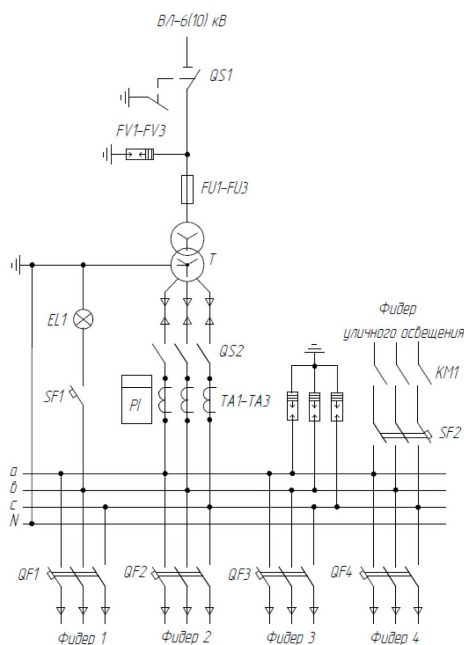 ВЛ-6(10) кВ
QS1
FV1-FV3
FU1-FU3
T
EL1
Фидер
уличного освещения
QS2
KM1
SF1
PI
TA1-TA3
SF2
a
в
c
N
QF1
QF2
QF3
QF4
Фидер 1
Фидер 2
Фидер 3
Фидер 4